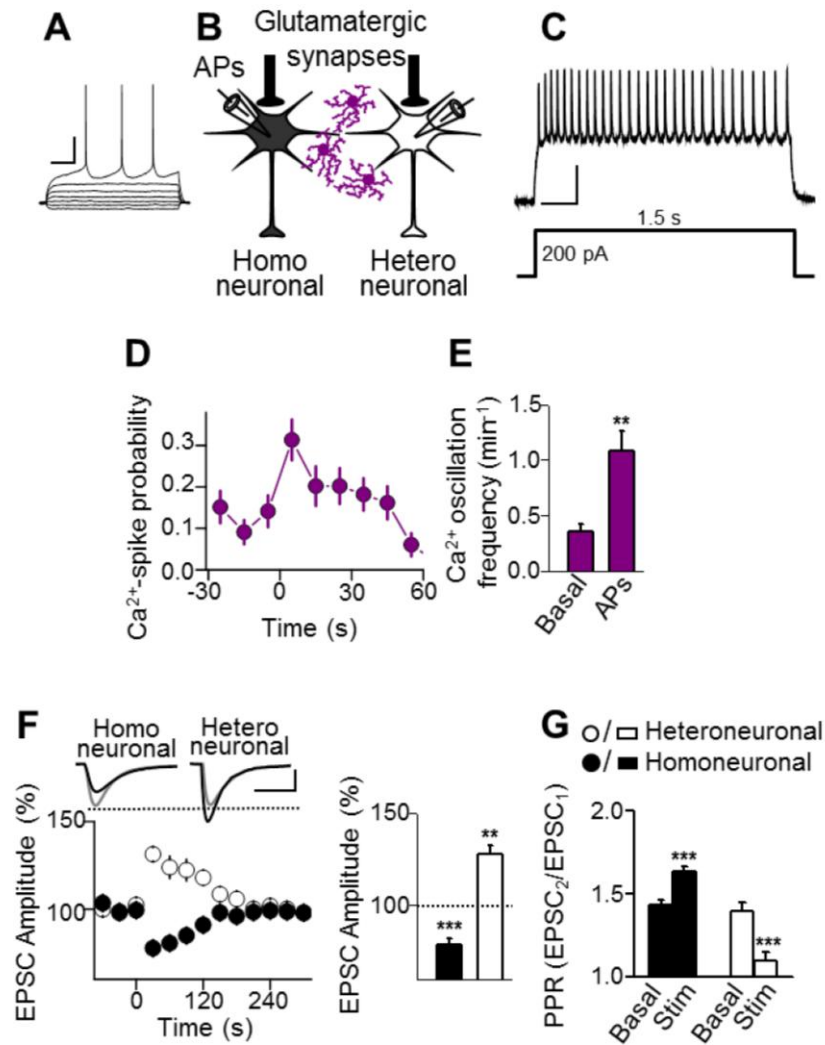 A
B
Glutamatergic
synapses
APs
Homo
neuronal
Hetero
neuronal
C
1.5 s
200 pA
D
Ca²⁺-spike probability
0.3
0.2
0.1
0.0
-30
0
30
60
Time (s)
E
Ca²⁺ oscillation
frequency (min⁻¹)
1.5
1.0
0.5
0.0
**
Basal
APs
F
Homo
neuronal
Hetero
neuronal
EPSC Amplitude (%)
150
100
0
120
240
Time (s)
EPSC Amplitude (%)
150
100
***
**
G
○/□ Heteroneuronal
●/■ Homoneuronal
PPR (EPSC₂/EPSC₁)
2.0
1.5
1.0
***
***
Basal
Stim
Basal
Stim